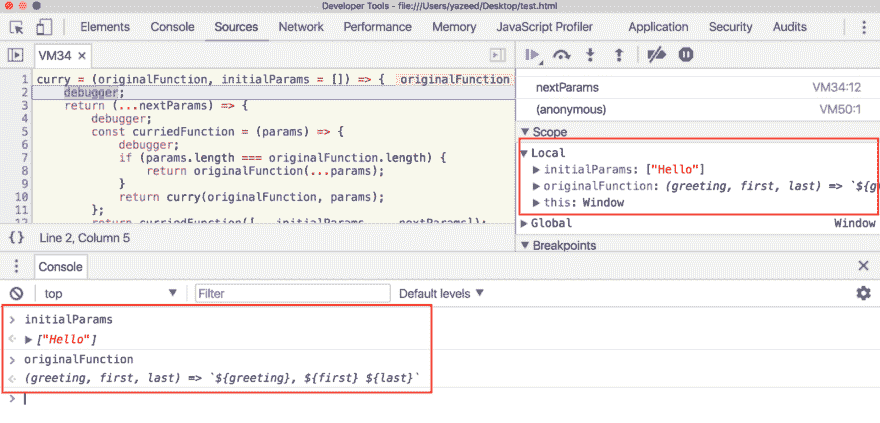 Developer Tools - file:///Users/yazeed/Desktop/test.html
Elements Console Sources Network Performance Memory JavaScript Profiler Application Security Audits
VM34 ×
1 curry = (originalFunction, initialParams = []) => { originalFunction
2 debugger;
3 return (...nextParams) => {
4 debugger;
5 const curriedFunction = (params) => {
6 debugger;
7 if (params.length === originalFunction.length) {
8 return originalFunction(...params);
9 }
10 return curry(originalFunction, params);
11 };
12 return curriedFunction([...initialParams, ...nextParams]);
{} Line 2, Column 5
nextParams VM34:12
(anonymous) VM50:1
▼ Scope
▼ Local
▶ initialParams: ["Hello"]
▶ originalFunction: (greeting, first, last) => `${g
▶ this: Window
▶ Global Window
▼ Breakpoints
Console ×
top ▼ Filter Default levels ▼
> initialParams
▶ ["Hello"]
> originalFunction
(greeting, first, last) => `${greeting}, ${first} ${last}`
>